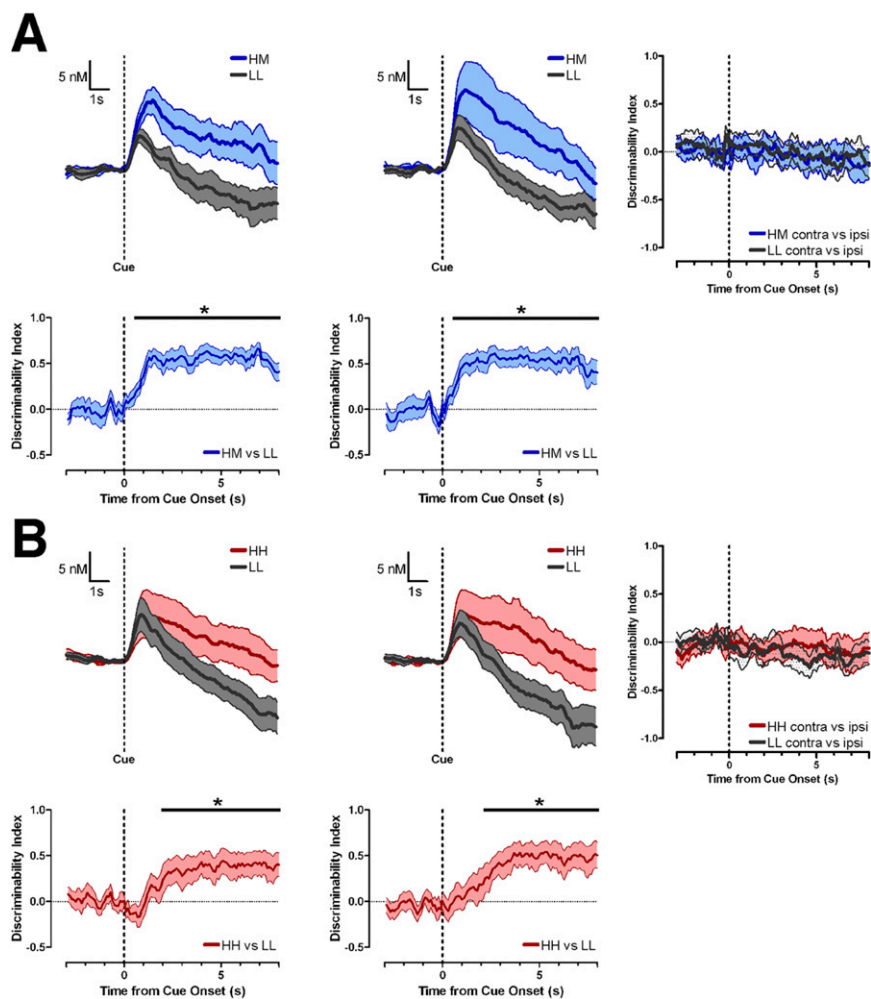 A
5 nM
1s
HM
LL
Cue
5 nM
1s
HM
LL
Cue
Discriminability Index
1.0
0.5
0.0
-0.5
-1.0
HM contra vs ipsi
LL contra vs ipsi
0 5
Time from Cue Onset (s)
Discriminability Index
1.0
0.5
0.0
-0.5
*
HM vs LL
0 5
Time from Cue Onset (s)
Discriminability Index
1.0
0.5
0.0
-0.5
*
HM vs LL
0 5
Time from Cue Onset (s)
B
5 nM
1s
HH
LL
Cue
5 nM
1s
HH
LL
Cue
Discriminability Index
1.0
0.5
0.0
-0.5
-1.0
HH contra vs ipsi
LL contra vs ipsi
0 5
Time from Cue Onset (s)
Discriminability Index
1.0
0.5
0.0
-0.5
*
HH vs LL
0 5
Time from Cue Onset (s)
Discriminability Index
1.0
0.5
0.0
-0.5
*
HH vs LL
0 5
Time from Cue Onset (s)